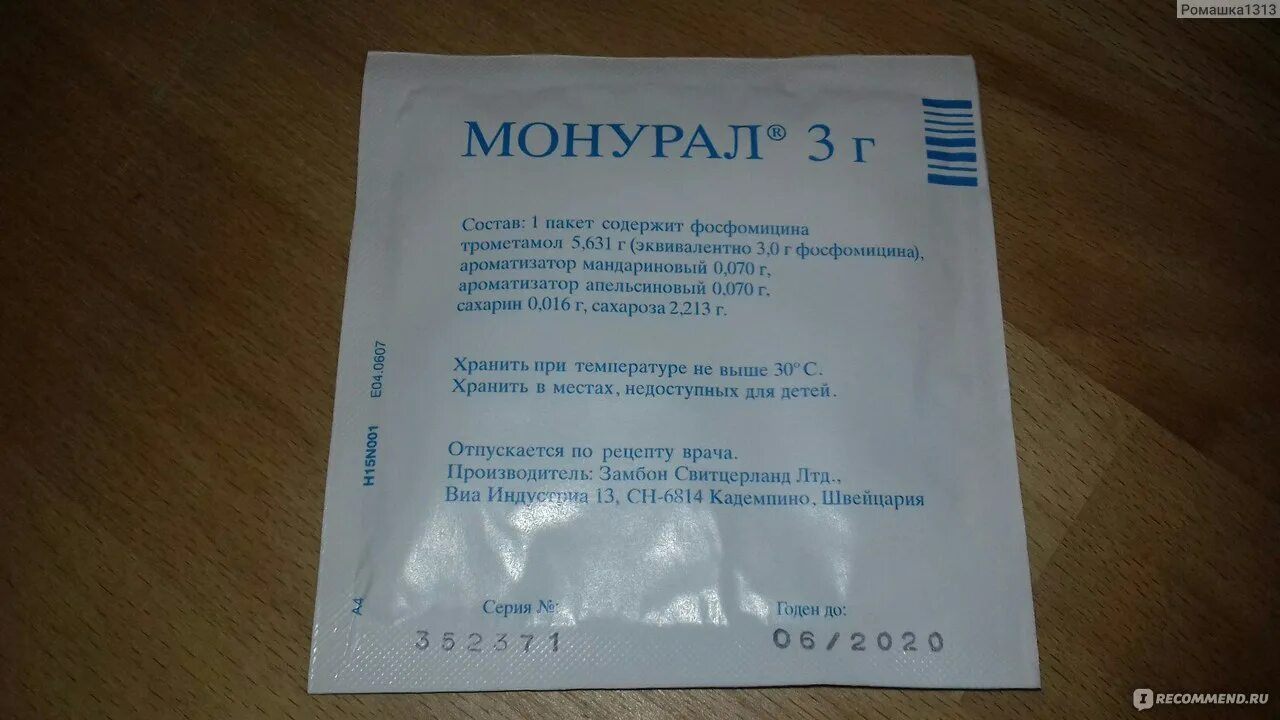 Ромашка1313
МОНУРАЛ® 3 г
Состав: 1 пакет содержит фосфомицина
трометамол 5,631 г (эквивалентно 3,0 г фосфомицина),
ароматизатор мандариновый 0,070 г,
ароматизатор апельсиновый 0,070 г,
сахарин 0,016 г, сахароза 2,213 г.
Хранить при температуре не выше 30° С.
Хранить в местах, недоступных для детей.
Отпускается по рецепту врача.
Производитель: Замбон Свитцерланд Лтд.,
Виа Индустриа 13, СН-6814 Кадемпино, Швейцария
A4 H15N001 E04.0607
Серия №: Годен до:
352371 06/2020
IRECOMMEND.RU